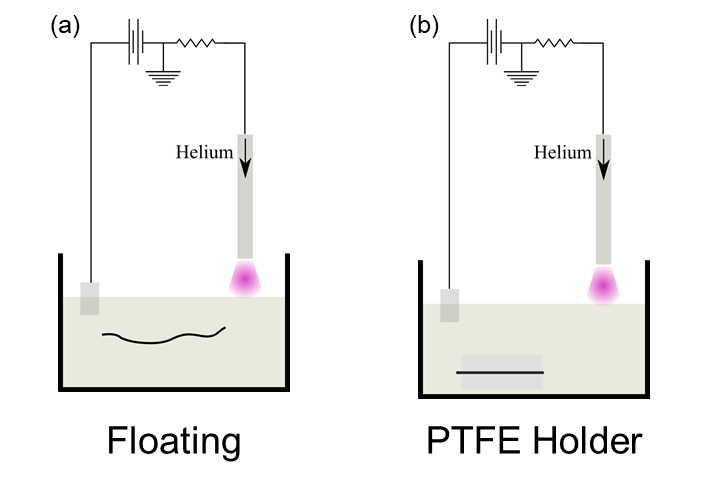 (a)
Helium
Floating
(b)
Helium
PTFE Holder